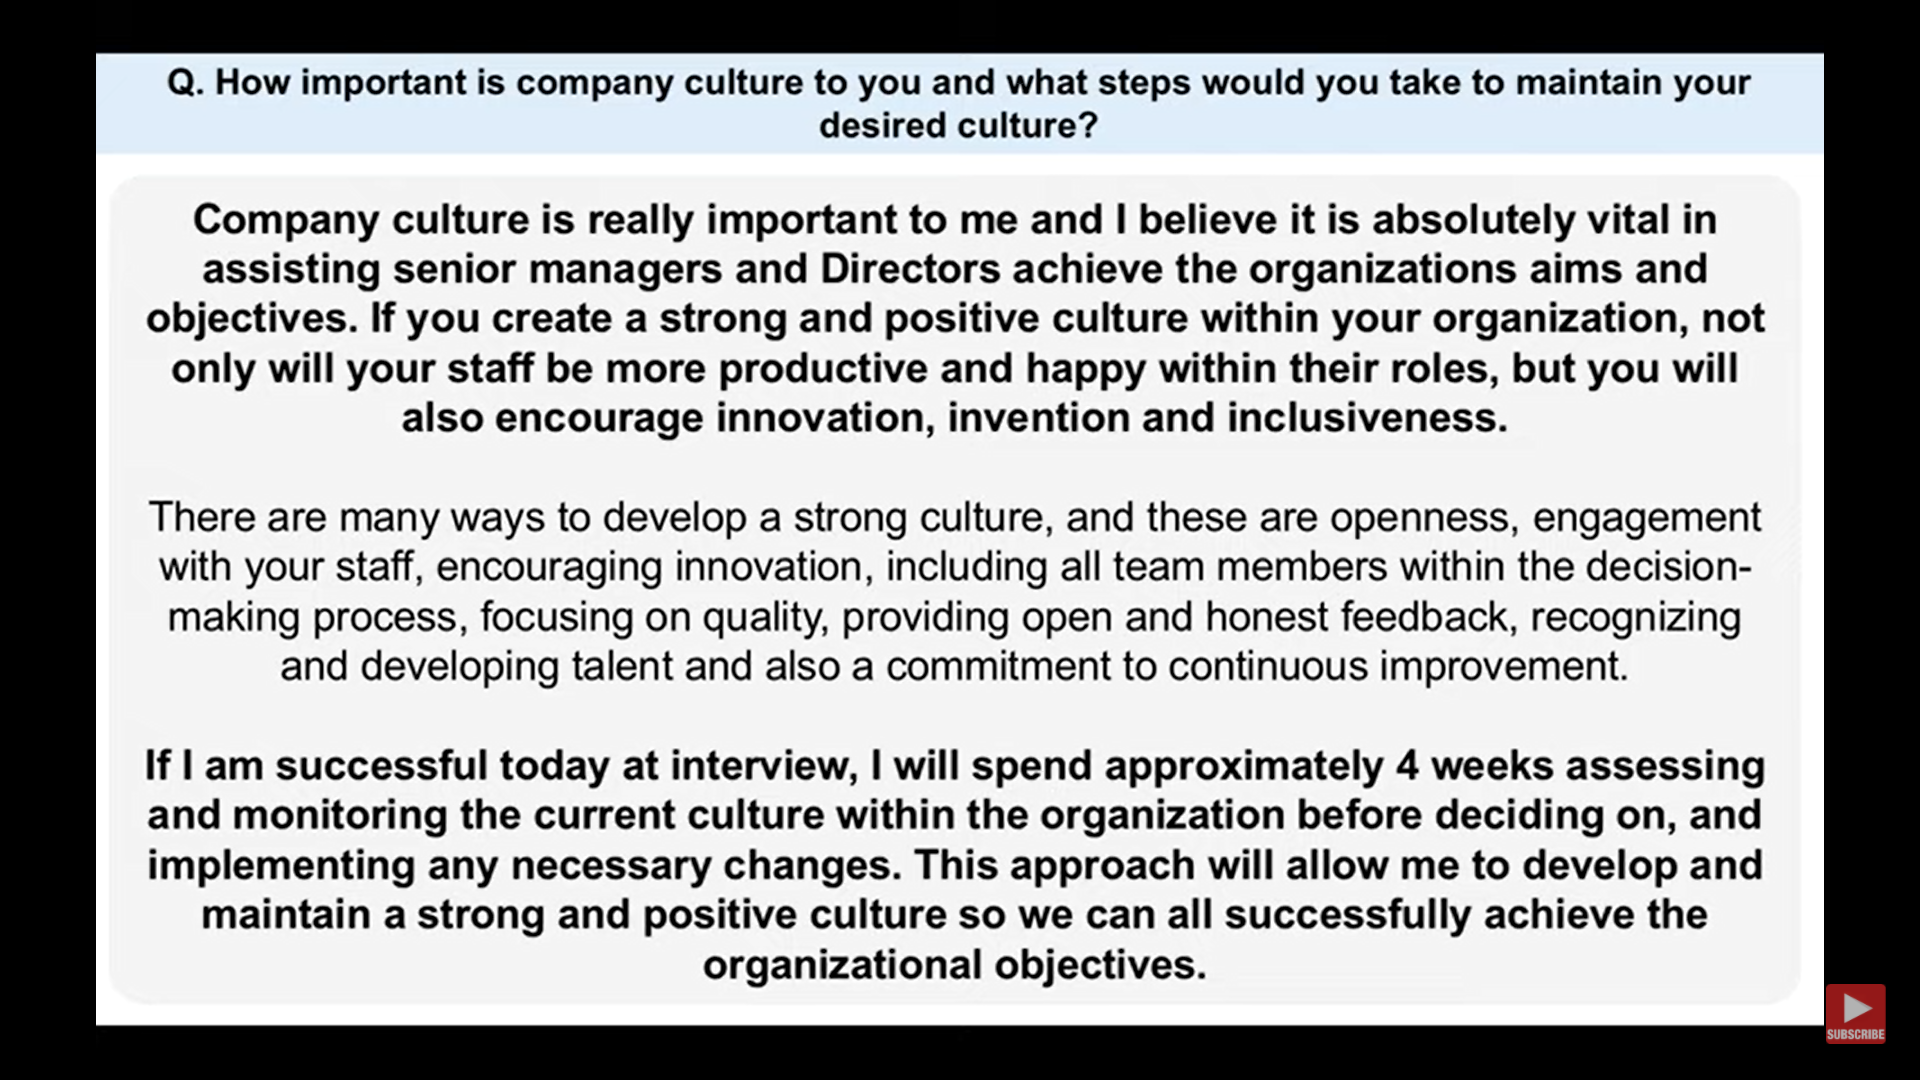 Q. How important is company culture to you and what steps would you take to maintain your
desired culture?
Company culture is really important to me and I believe it is absolutely vital in
assisting senior managers and Directors achieve the organizations aims and
objectives. If you create a strong and positive culture within your organization, not
only will your staff be more productive and happy within their roles, but you will
also encourage innovation, invention and inclusiveness.
There are many ways to develop a strong culture, and these are openness, engagement
with your staff, encouraging innovation, including all team members within the decision-
making process, focusing on quality, providing open and honest feedback, recognizing
and developing talent and also a commitment to continuous improvement.
If I am successful today at interview, I will spend approximately 4 weeks assessing
and monitoring the current culture within the organization before deciding on, and
implementing any necessary changes. This approach will allow me to develop and
maintain a strong and positive culture so we can all successfully achieve the
organizational objectives.
SUBSCRIBE